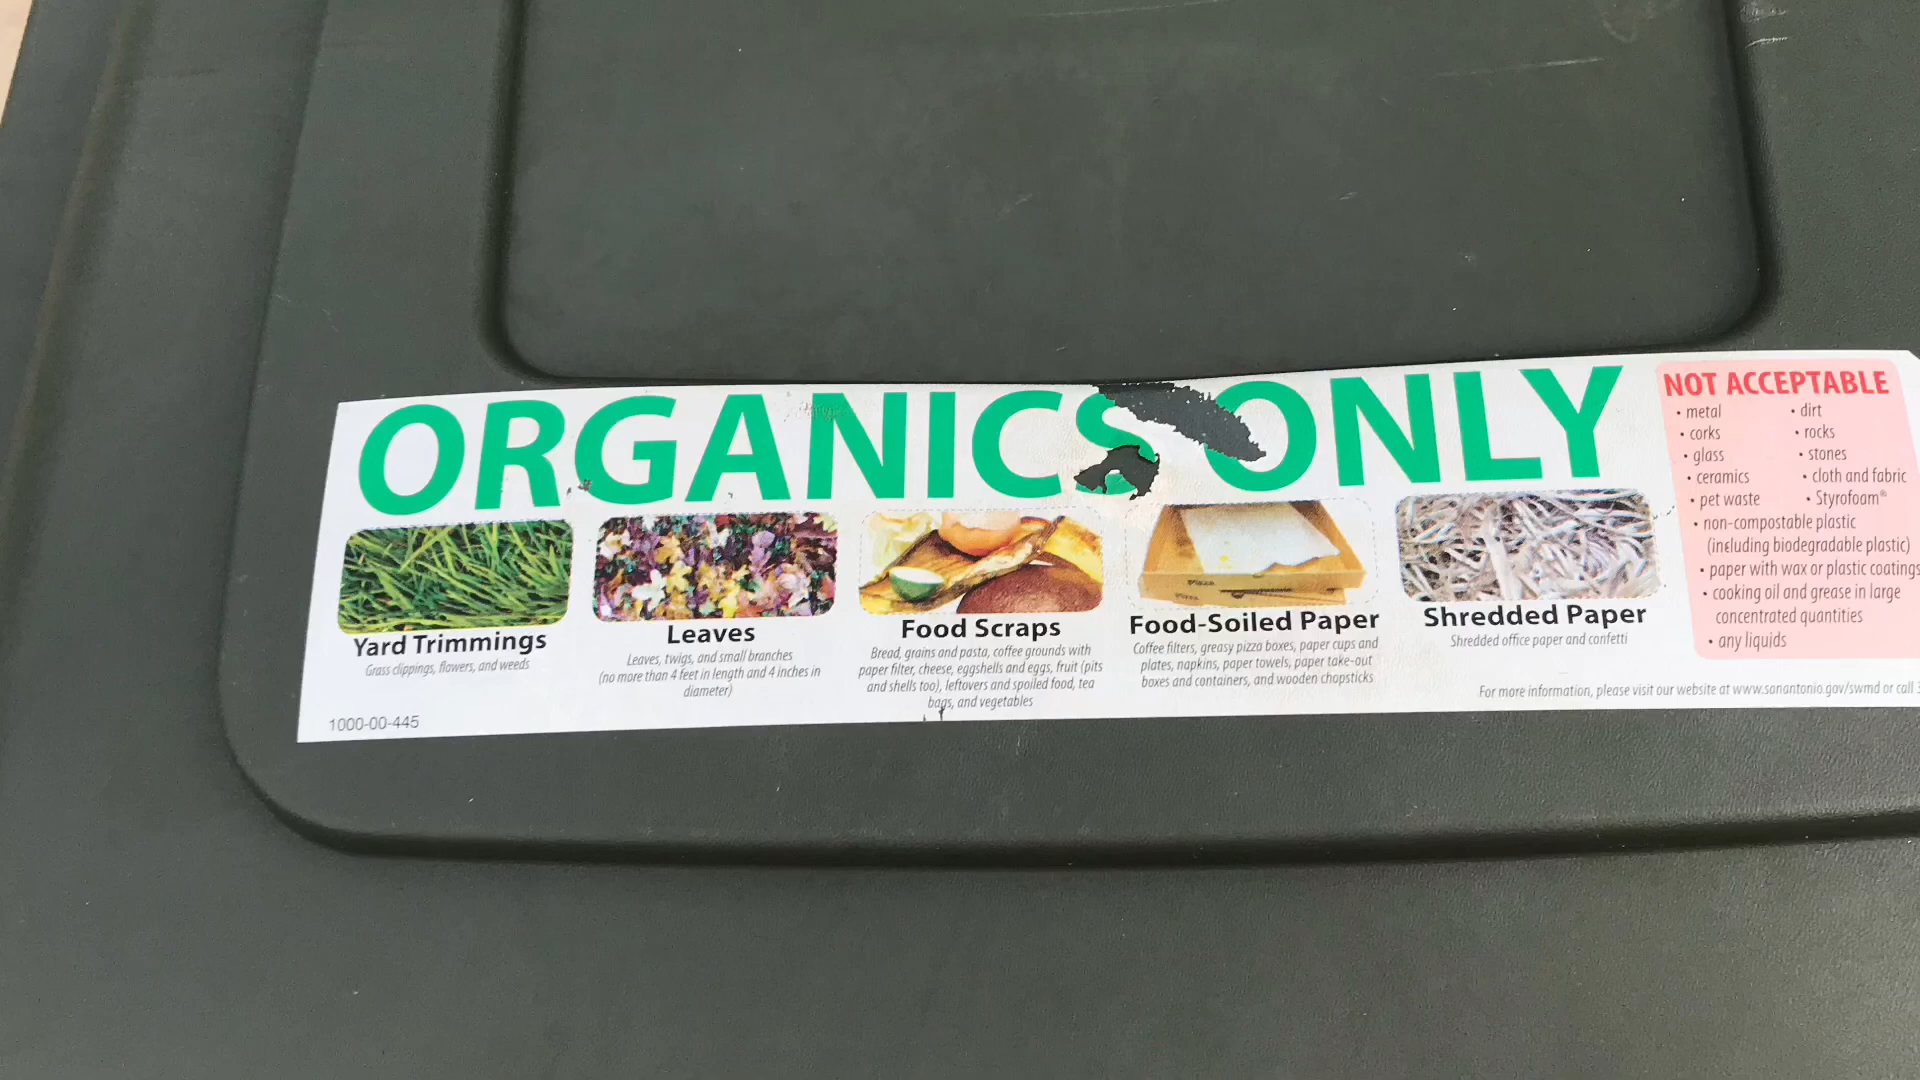 ORGANICS ONLY
Yard Trimmings
Grass clippings, flowers, and weeds
Leaves
Leaves, twigs, and small branches
(no more than 4 feet in length and 4 inches in
diameter)
Food Scraps
Bread, grains and pasta, coffee grounds with
paper filter, cheese, eggshells and eggs, fruit (pits
and shells too), leftovers and spoiled food, tea
bags, and vegetables
Pizza
Pizza
Food-Soiled Paper
Coffee filters, greasy pizza boxes, paper cups and
plates, napkins, paper towels, paper take-out
boxes and containers, and wooden chopsticks
Shredded Paper
Shredded office paper and confetti
NOT ACCEPTABLE
• metal
• corks
• glass
• ceramics
• pet waste
• dirt
• rocks
• stones
• cloth and fabric
• Styrofoam®
• non-compostable plastic
(including biodegradable plastic)
• paper with wax or plastic coatings
• cooking oil and grease in large
concentrated quantities
• any liquids
For more information, please visit our website at www.sanantonio.gov/swmd or call 3
1000-00-445